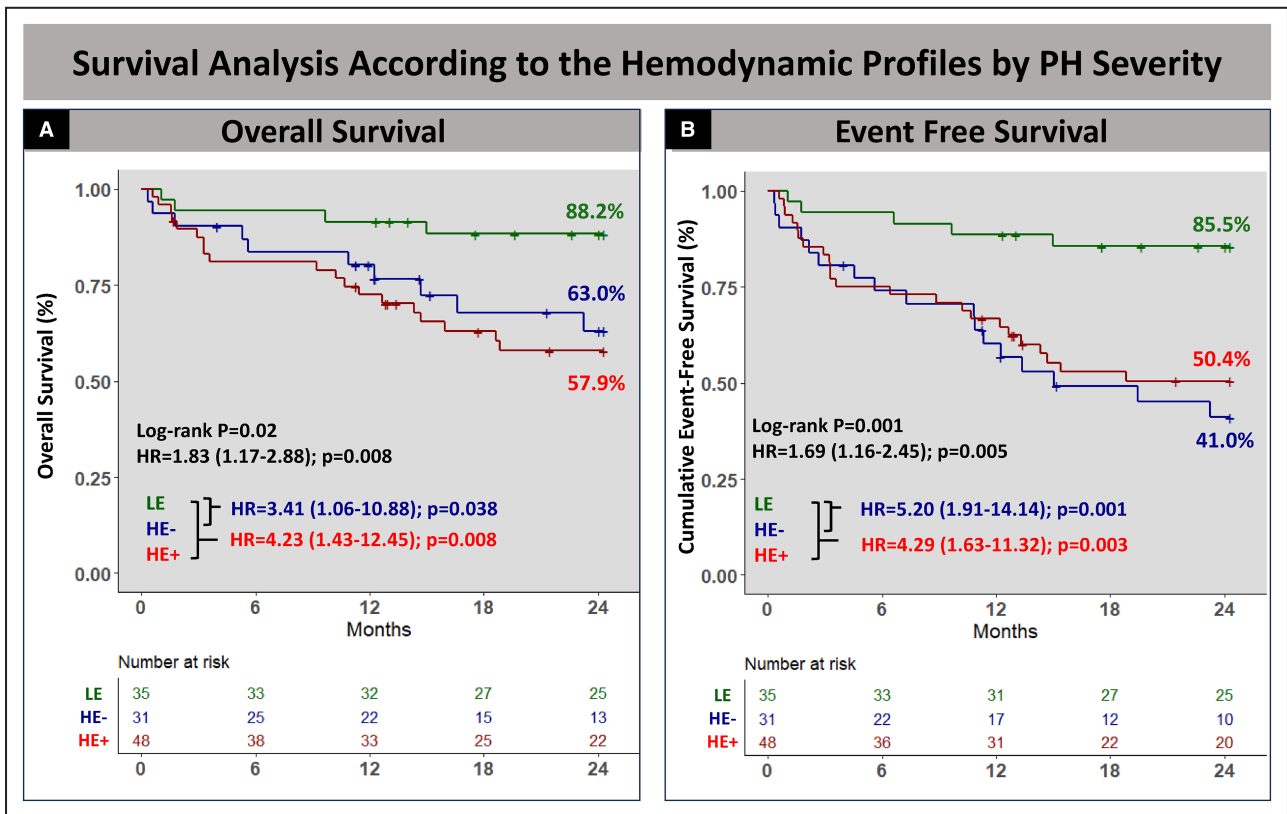 Survival Analysis According to the Hemodynamic Profiles by PH Severity
A Overall Survival
Overall Survival (%)
1.00
0.75
0.50
0.25
0.00
88.2%
63.0%
57.9%
Log-rank P=0.02
HR=1.83 (1.17-2.88); p=0.008
LE
HE-
HE+
HR=3.41 (1.06-10.88); p=0.038
HR=4.23 (1.43-12.45); p=0.008
0 6 12 18 24
Months
Number at risk
LE 35 33 32 27 25
HE- 31 25 22 15 13
HE+ 48 38 33 25 22
0 6 12 18 24
B Event Free Survival
Cumulative Event-Free Survival (%)
1.00
0.75
0.50
0.25
0.00
85.5%
50.4%
41.0%
Log-rank P=0.001
HR=1.69 (1.16-2.45); p=0.005
LE
HE-
HE+
HR=5.20 (1.91-14.14); p=0.001
HR=4.29 (1.63-11.32); p=0.003
0 6 12 18 24
Months
Number at risk
LE 35 33 31 27 25
HE- 31 22 17 12 10
HE+ 48 36 31 22 20
0 6 12 18 24